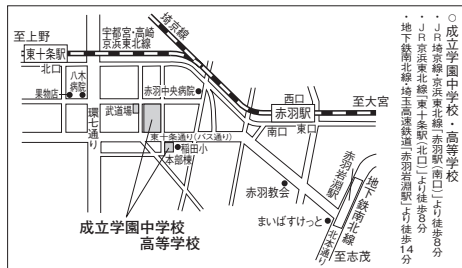 ○成立学園中学校・高等学校
・JR埼京線・京浜東北線「赤羽駅(南口)」より徒歩8分
・JR京浜東北線「東十条駅(北口)」より徒歩8分
・地下鉄南北線・埼玉高速鉄道「赤羽岩淵駅」より徒歩14分
至上野
宇都宮・高崎
京浜東北線
埼京線
東十条駅
北口
八木
病院
果物店
環七通り
武道場
赤羽中央病院
西口
赤羽駅
至大宮
南口
東口
東十条通り(バス通り)
稲田小
本部棟
赤羽岩淵駅
地下鉄南北線
赤羽教会
まいばすけっと
北本通り
至志茂
成立学園中学校
高等学校